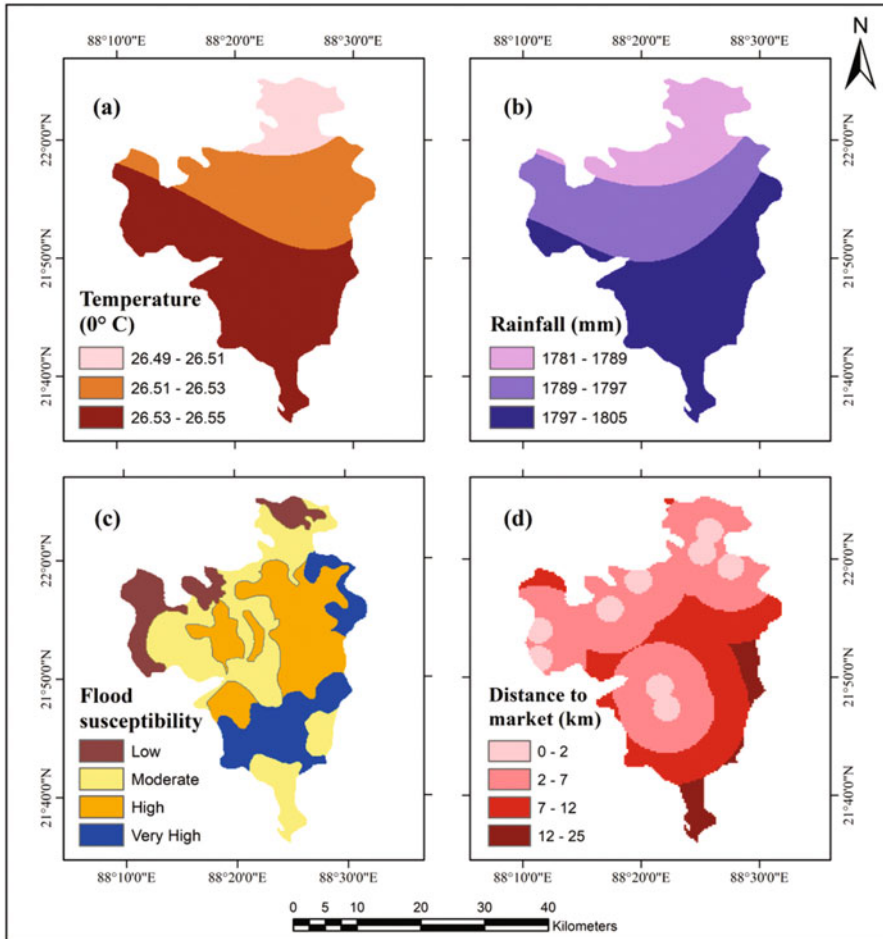 N
88°10'0"E 88°20'0"E 88°30'0"E
88°10'0"E 88°20'0"E 88°30'0"E
(a)
22°0'0"N
21°50'0"N
21°40'0"N
Temperature
(0° C)
26.49 - 26.51
26.51 - 26.53
26.53 - 26.55
(b)
22°0'0"N
21°50'0"N
21°40'0"N
Rainfall (mm)
1781 - 1789
1789 - 1797
1797 - 1805
(c)
22°0'0"N
21°50'0"N
21°40'0"N
Flood
susceptibility
Low
Moderate
High
Very High
(d)
22°0'0"N
21°50'0"N
21°40'0"N
Distance to
market (km)
0 - 2
2 - 7
7 - 12
12 - 25
88°10'0"E 88°20'0"E 88°30'0"E
88°10'0"E 88°20'0"E 88°30'0"E
0 5 10 20 30 40
Kilometers